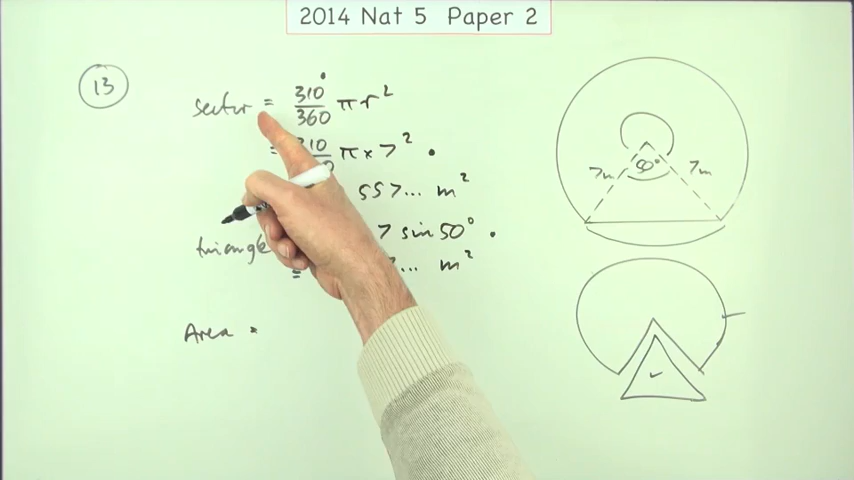 2014 Nat 5 Paper 2
13
sector = 310/360 π r²
= 310 π × 7²
557... m²
triangle 7 sin 50°
= ... m²
Area =
7m 50° 7m